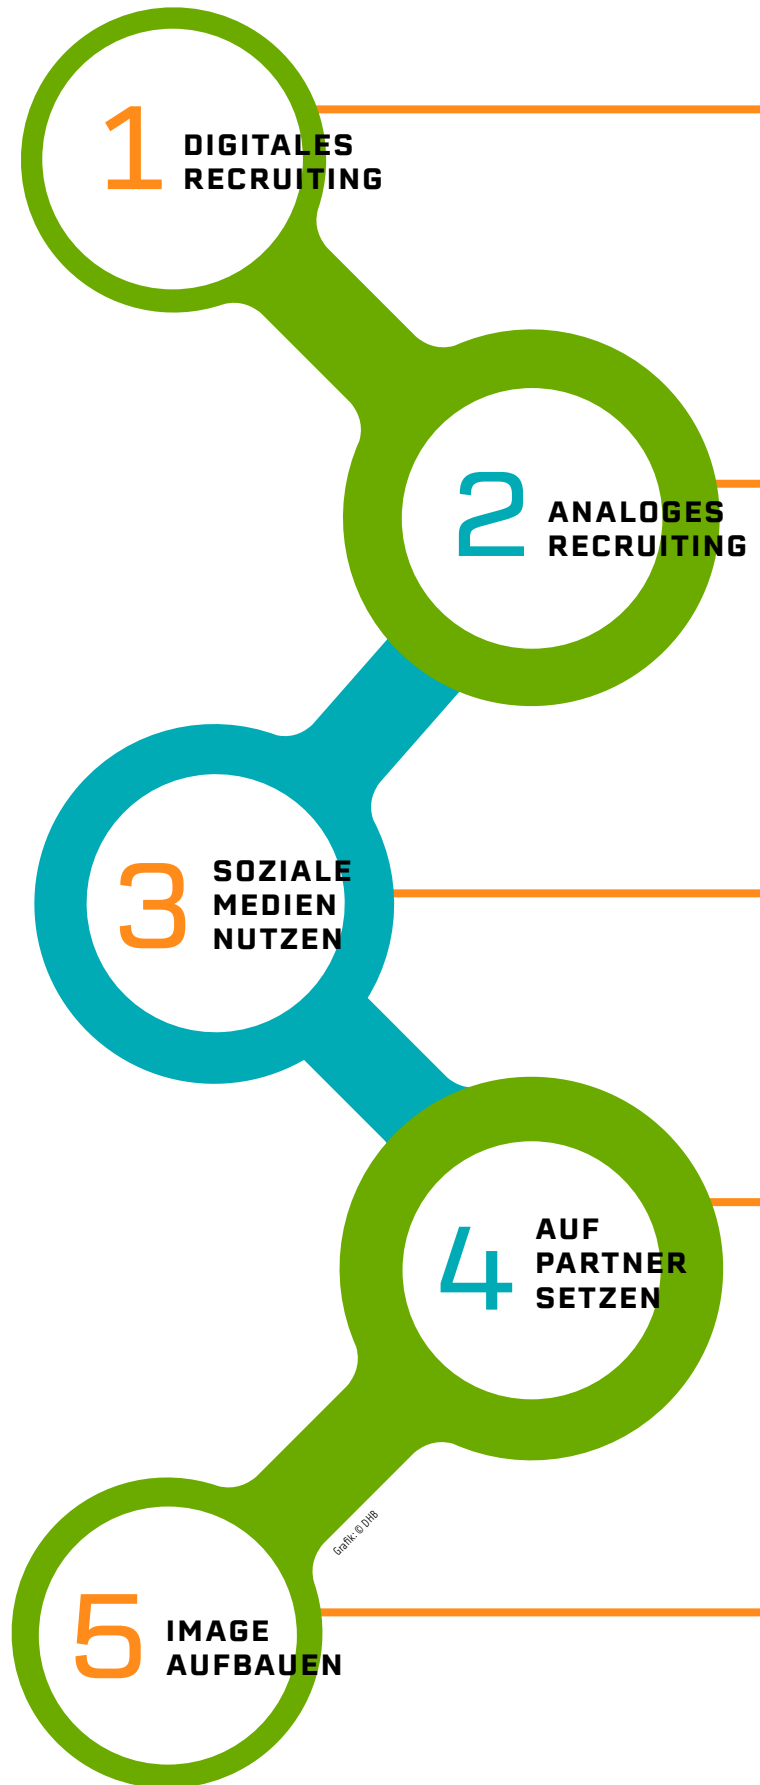 1
DIGITALES
RECRUITING
2
ANALOGES
RECRUITING
3
SOZIALE
MEDIEN
NUTZEN
4
AUF
PARTNER
SETZEN
Grafik: © DHB
5
IMAGE
AUFBAUEN